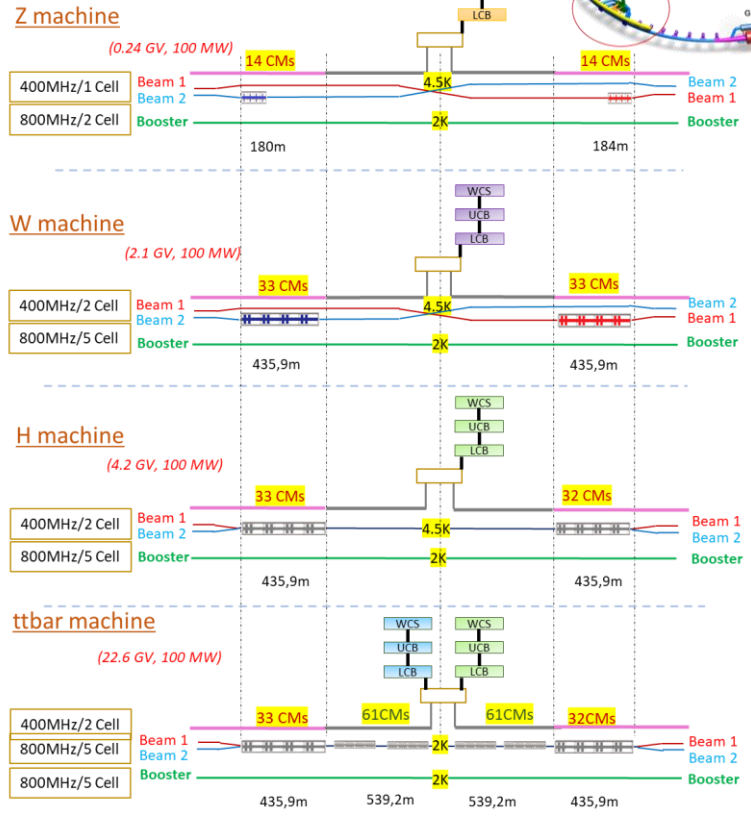 LCB
G
Z machine
(0.24 GV, 100 MW)
14 CMs
14 CMs
400MHz/1 Cell
Beam 1
4.5K
Beam 2
Beam 2
Beam 1
800MHz/2 Cell
Booster
2K
Booster
180m
184m
WCS
UCB
LCB
W machine
(2.1 GV, 100 MW)
33 CMs
33 CMs
400MHz/2 Cell
Beam 1
4.5K
Beam 2
Beam 2
Beam 1
800MHz/5 Cell
Booster
2K
Booster
435,9m
435,9m
WCS
UCB
LCB
H machine
(4.2 GV, 100 MW)
33 CMs
32 CMs
400MHz/2 Cell
Beam 1
Beam 2
4.5K
Beam 1
Beam 2
800MHz/5 Cell
Booster
2K
Booster
435,9m
435,9m
ttbar machine
WCS
WCS
UCB
UCB
LCB
LCB
(22.6 GV, 100 MW)
33 CMs
61CMs
61CMs
32CMs
400MHz/2 Cell
800MHz/5 Cell
Beam 1
Beam 2
2K
Beam 1
Beam 2
800MHz/5 Cell
Booster
2K
Booster
435,9m
539,2m
539,2m
435,9m